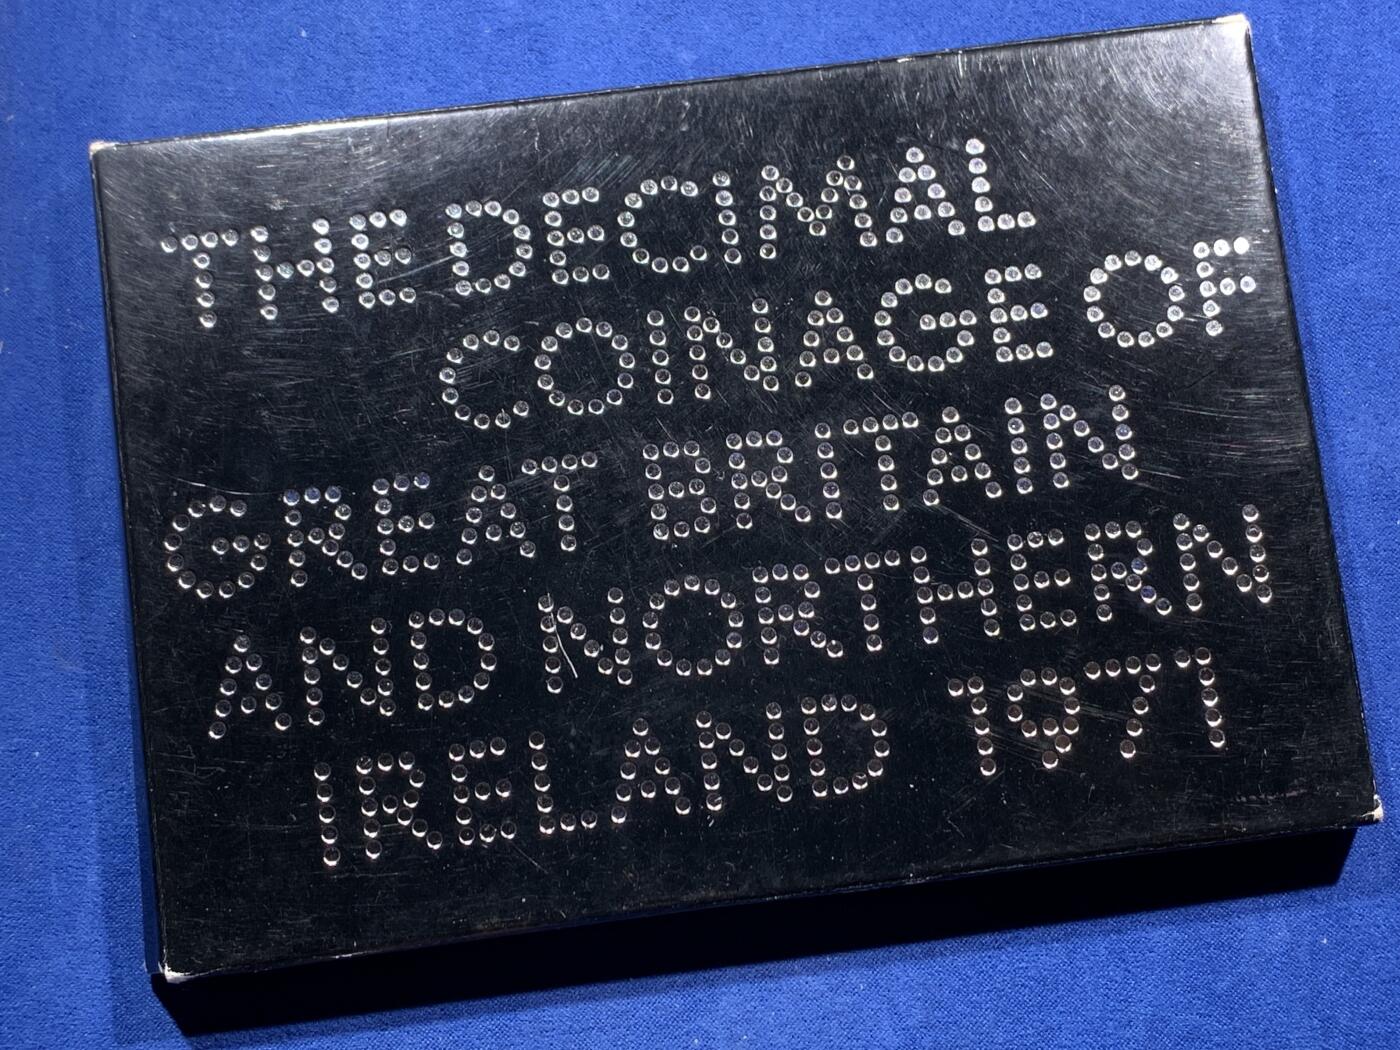 THE DECIMAL
COINAGE OF
GREAT BRITAIN
AND NORTHERN
IRELAND 1971